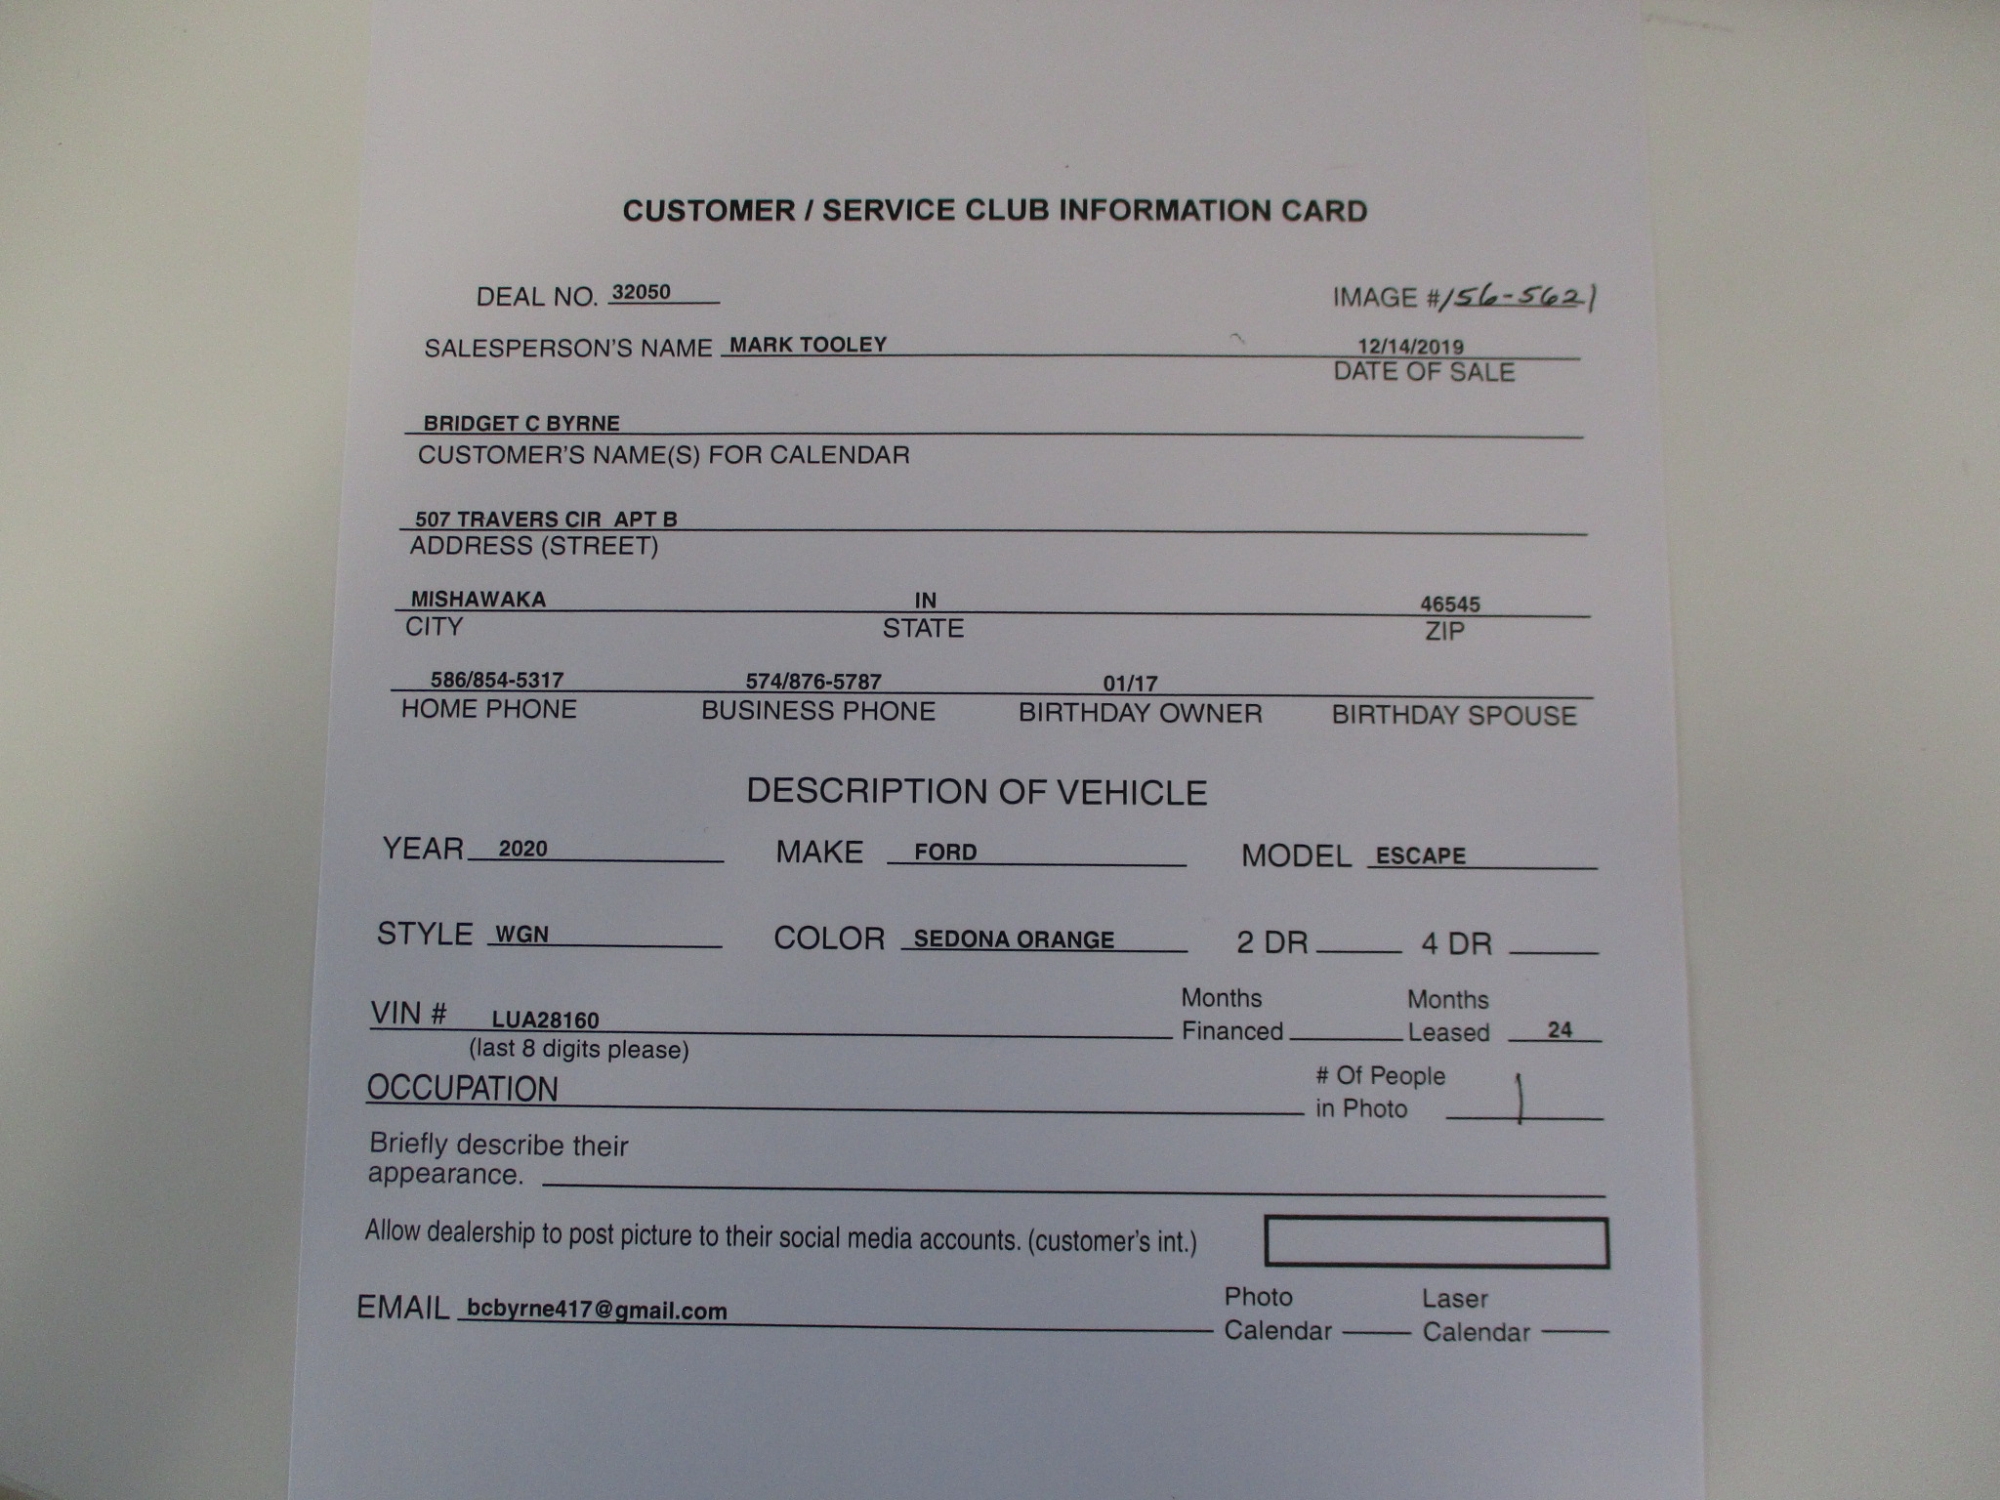 CUSTOMER / SERVICE CLUB INFORMATION CARD
DEAL NO. 32050 IMAGE # 156-5621
SALESPERSON'S NAME MARK TOOLEY 12/14/2019
DATE OF SALE
BRIDGET C BYRNE
CUSTOMER'S NAME(S) FOR CALENDAR
507 TRAVERS CIR APT B
ADDRESS (STREET)
MISHAWAKA IN 46545
CITY STATE ZIP
586/854-5317 574/876-5787 01/17
HOME PHONE BUSINESS PHONE BIRTHDAY OWNER BIRTHDAY SPOUSE
DESCRIPTION OF VEHICLE
YEAR 2020 MAKE FORD MODEL ESCAPE
STYLE WGN COLOR SEDONA ORANGE 2 DR 4 DR
Months Months
VIN # LUA28160 Financed Leased 24
(last 8 digits please)
OCCUPATION # Of People
in Photo 1
Briefly describe their
appearance.
Allow dealership to post picture to their social media accounts. (customer's int.)
Photo Laser
EMAIL bcbyrne417@gmail.com Calendar Calendar